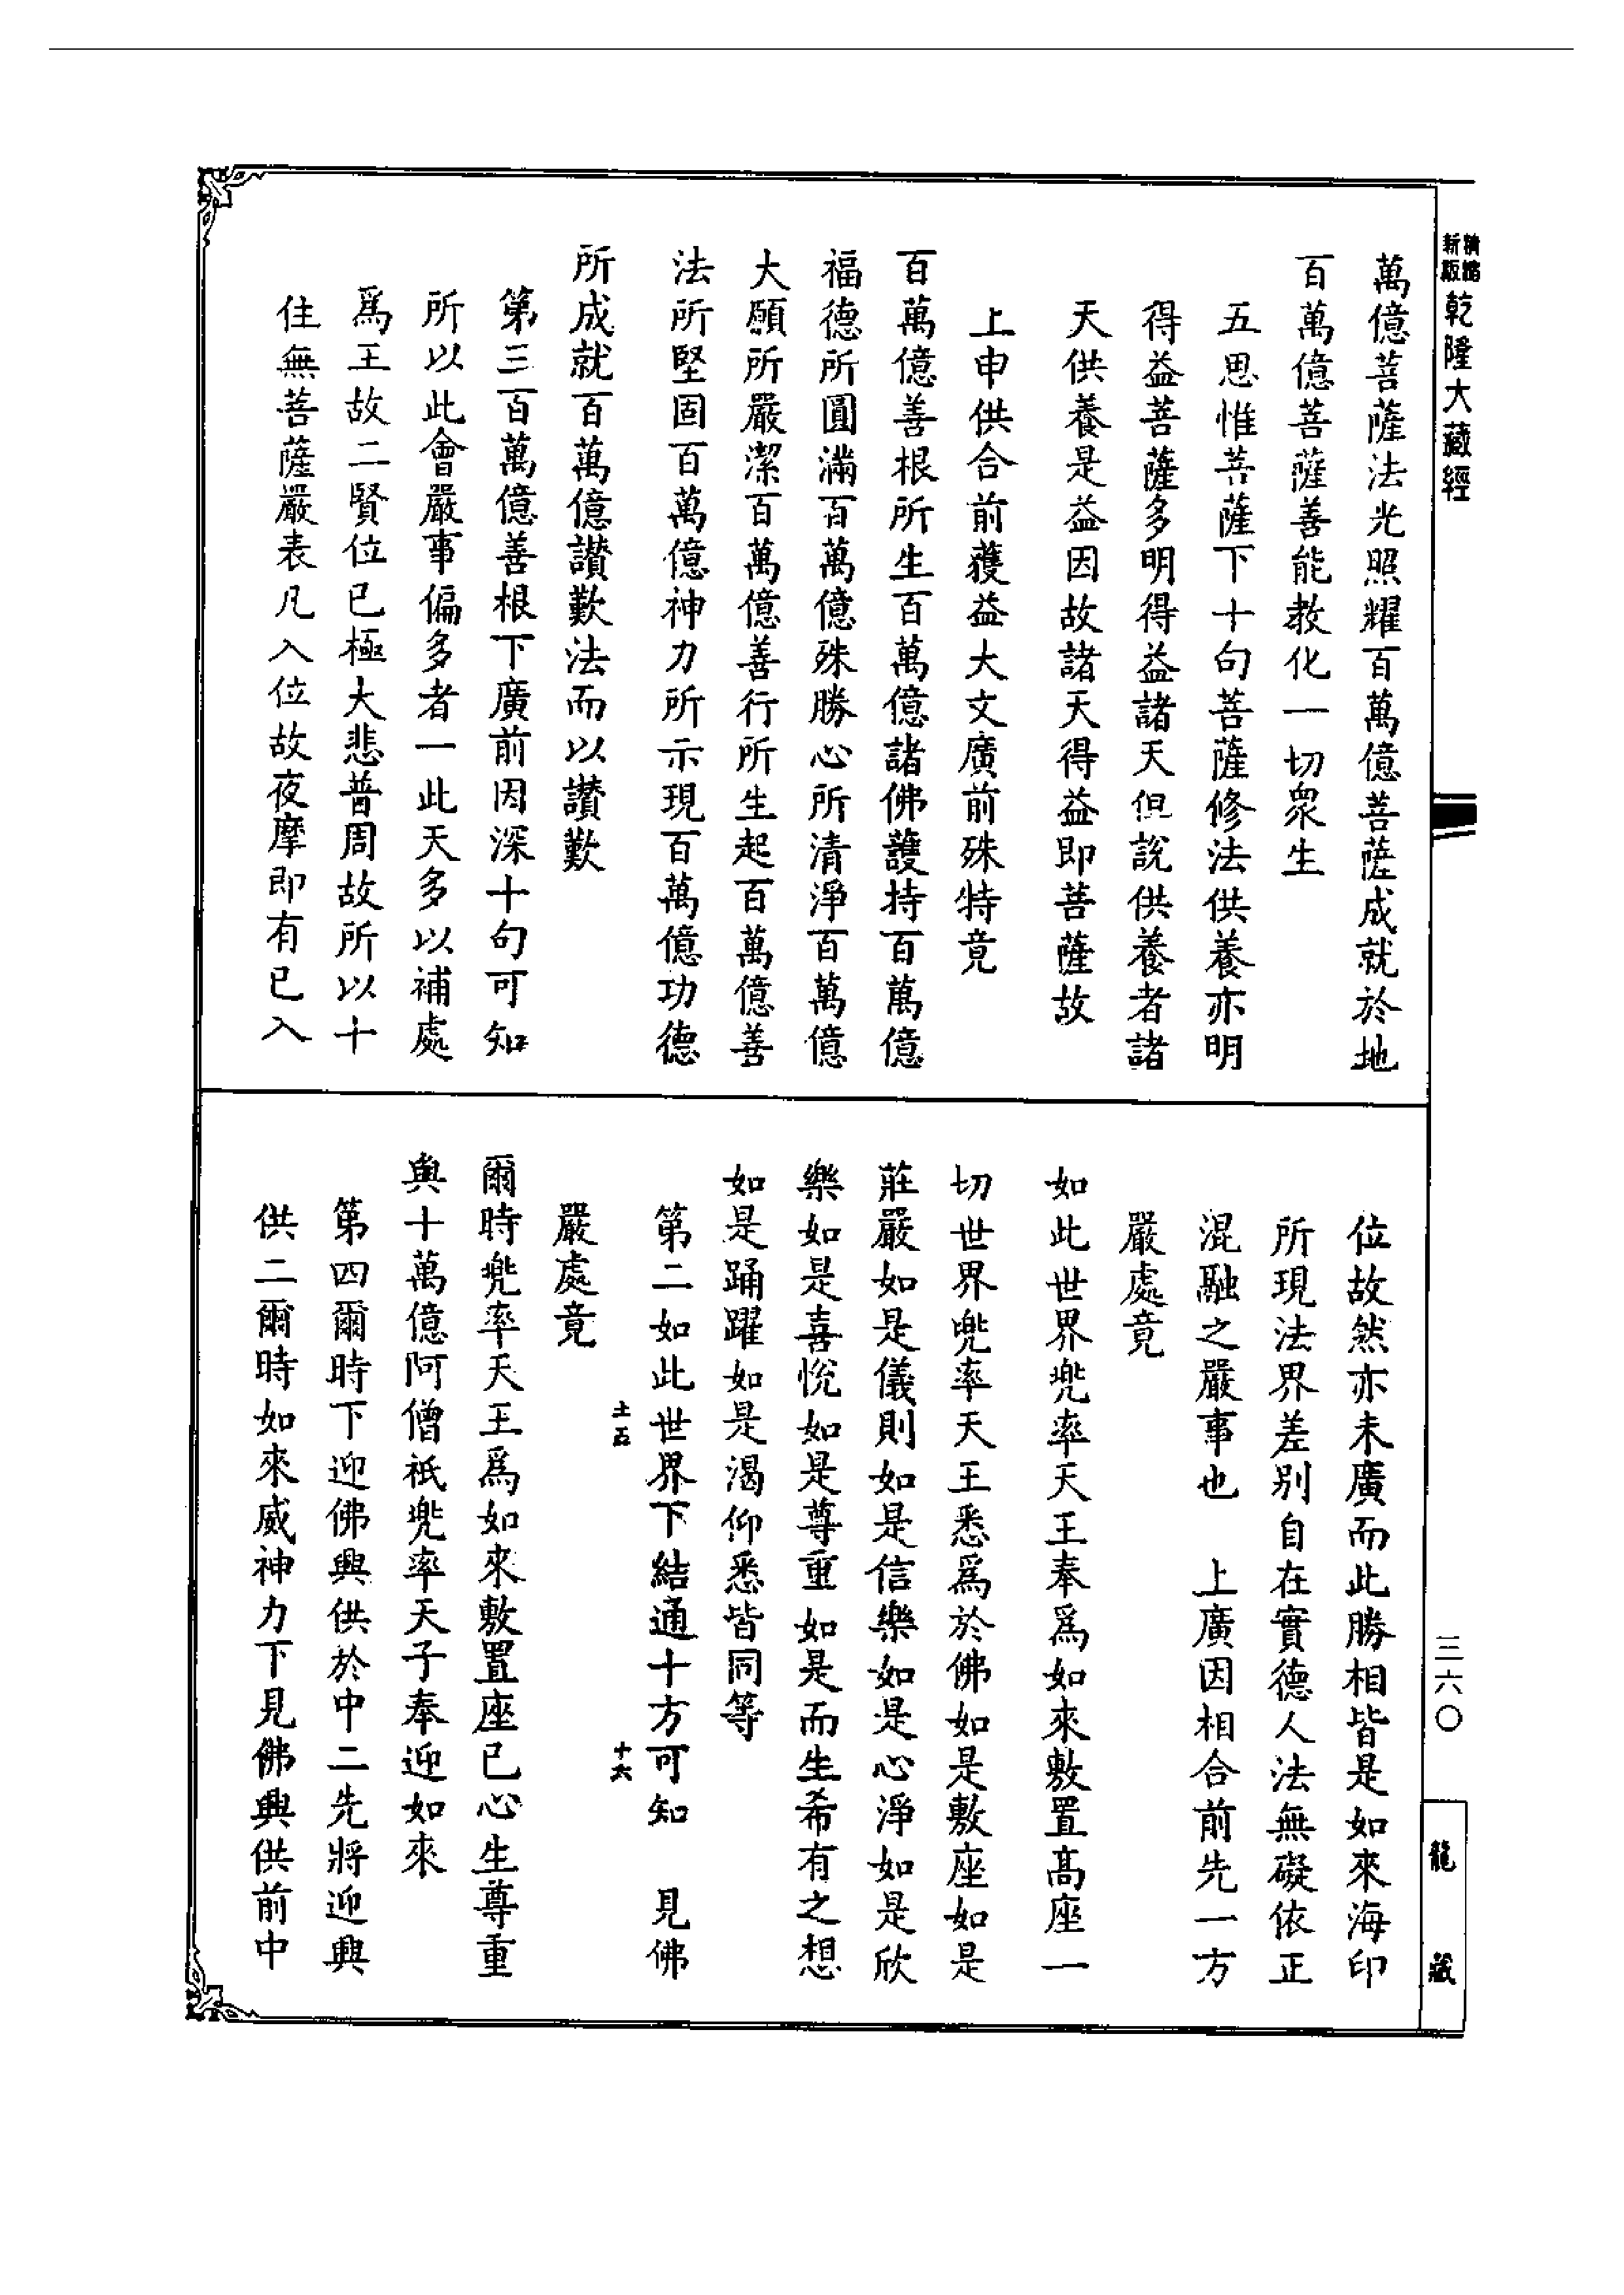 精縮新版乾隆大藏經
萬億菩薩法光照耀百萬億菩薩成就於地
百萬億菩薩善能教化一切眾生
五思惟菩薩下十句菩薩修法供養亦明
得益菩薩多明得益諸天但說供養者諸
天供養是益因故諸天得益即菩薩故
上申供合前獲益大文廣前殊特竟
百萬億善根所生百萬億諸佛護持百萬億
福德所圓滿百萬億殊勝心所清淨百萬億
大願所嚴潔百萬億善行所生起百萬億善
法所堅固百萬億神力所示現百萬億功德
所成就百萬億讚歎法而以讚歎
第三百萬億善根下廣前因深十句可知
所以此會嚴事偏多者一此天多以補處
爲王故二賢位已極大悲普周故所以十
住無菩薩嚴表凡入位故夜摩即有已入
位故然亦未廣而此勝相皆是如來海印
所現法界差別自在實德人法無礙依正
混融之嚴事也　上廣因相合前先一方
嚴處竟
如此世界兜率天王奉爲如來敷置高座一
切世界兜率天王悉爲於佛如是敷座如是
莊嚴如是儀則如是信樂如是心淨如是欣
樂如是喜悅如是尊重如是而生希有之想
如是踊躍如是渴仰悉皆同等
第二如此世界下結通十方可知　見佛
十五　十六
嚴處竟
爾時兜率天王爲如來敷置座已心生尊重
與十萬億阿僧祇兜率天子奉迎如來
第四爾時下迎佛興供於中二先將迎興
供二爾時如來威神力下見佛興供前中
三六〇
龍藏